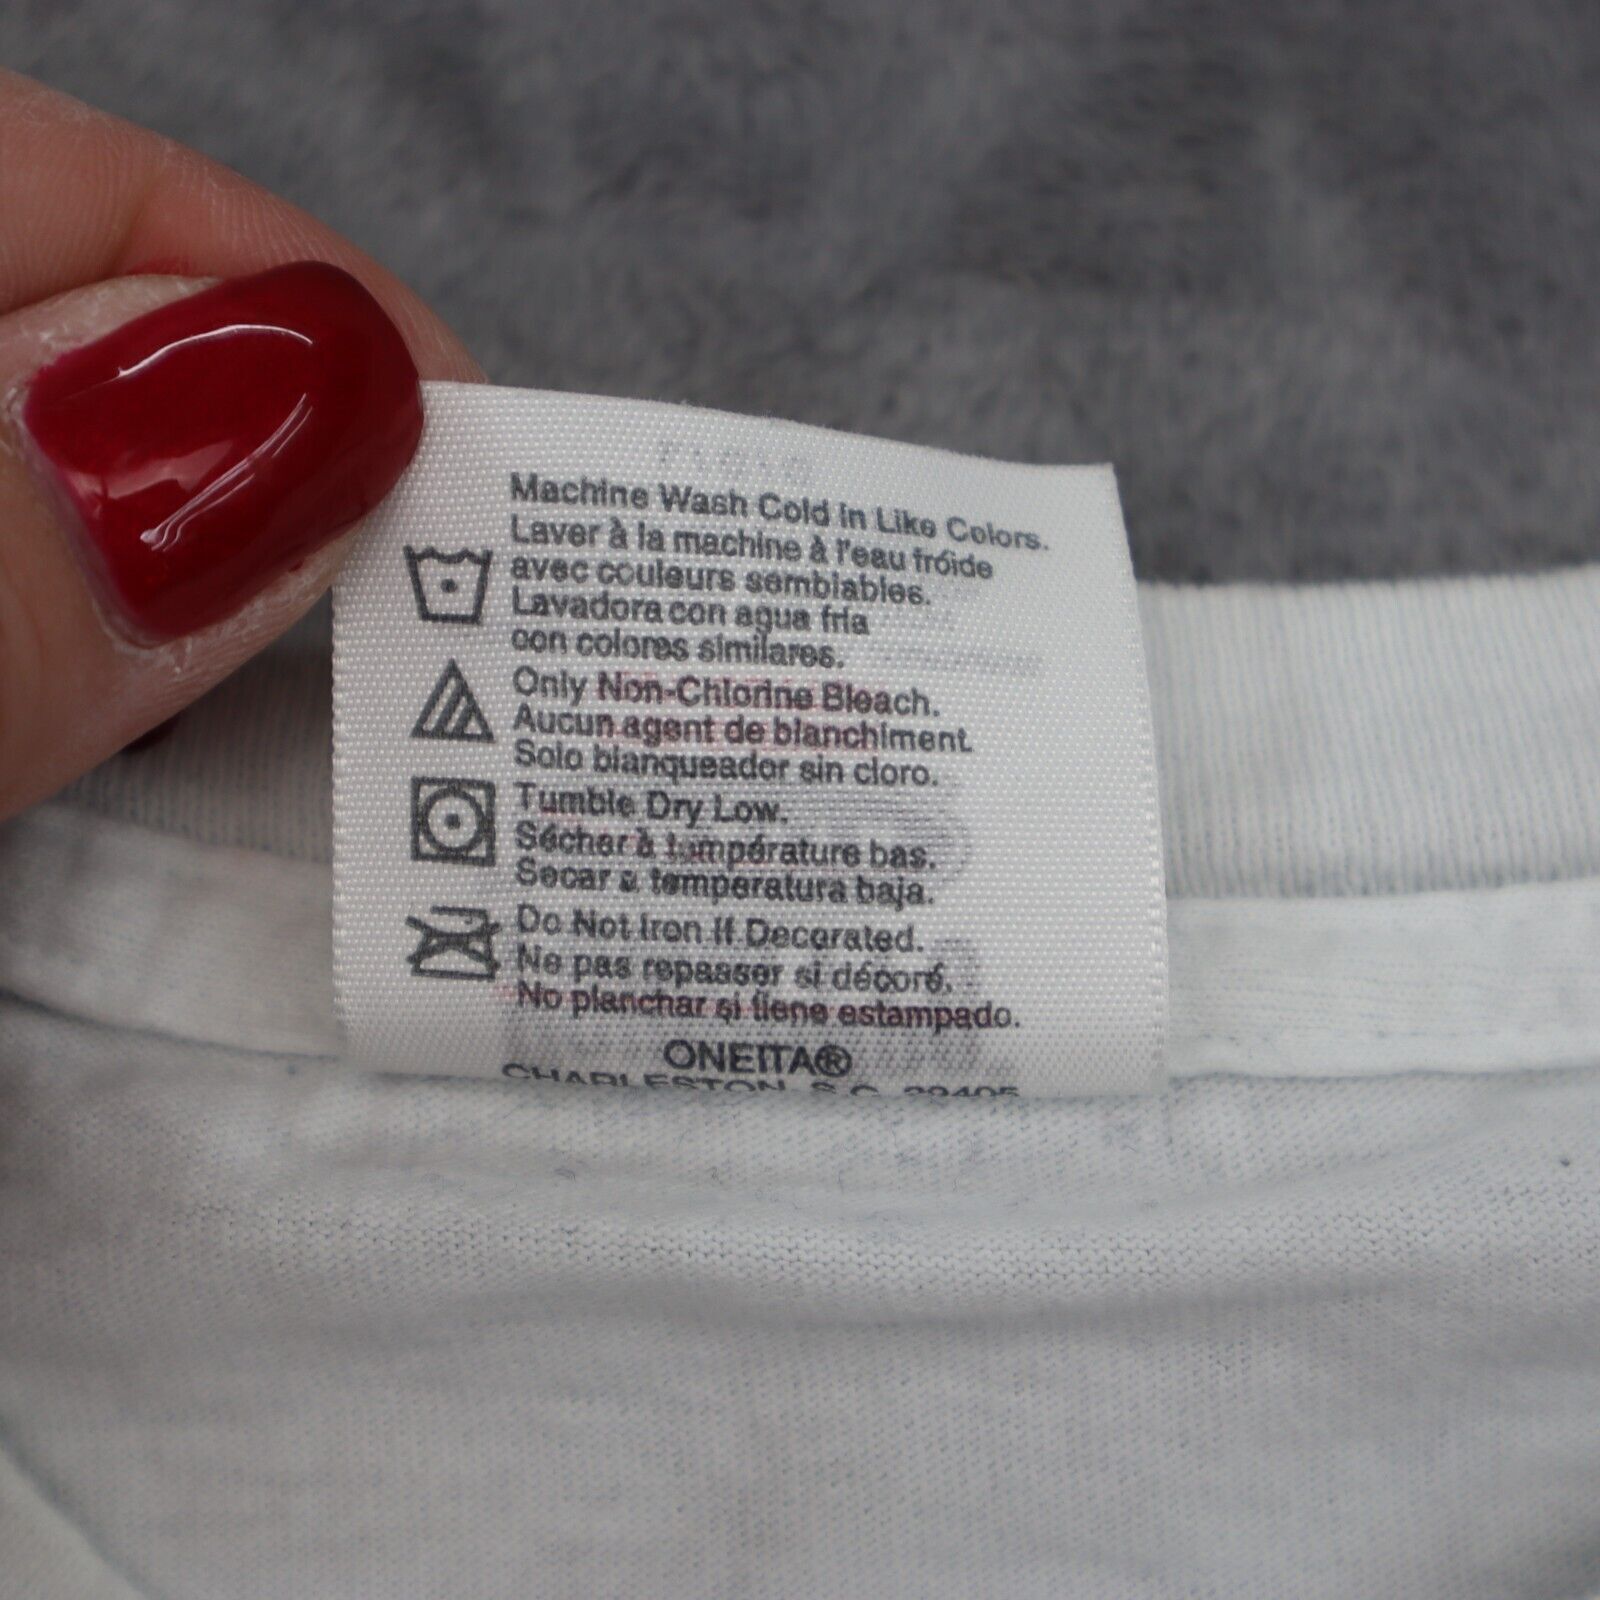 Machine Wash Cold in Like Colors.
Laver à la machine à l'eau fróide
avec couleurs semblables.
Lavadora con agua fria
con colores similares.
Only Non-Chlorine Bleach.
Aucun agent de blanchiment.
Solo blanqueador sin cloro.
Tumble Dry Low.
Sécher à température bas.
Secar a temperatura baja.
Do Not Iron If Decorated.
Ne pas repasser si décoré.
No planchar si tiene estampado.
ONEITA®
CHARLESTON, S.C. 29405